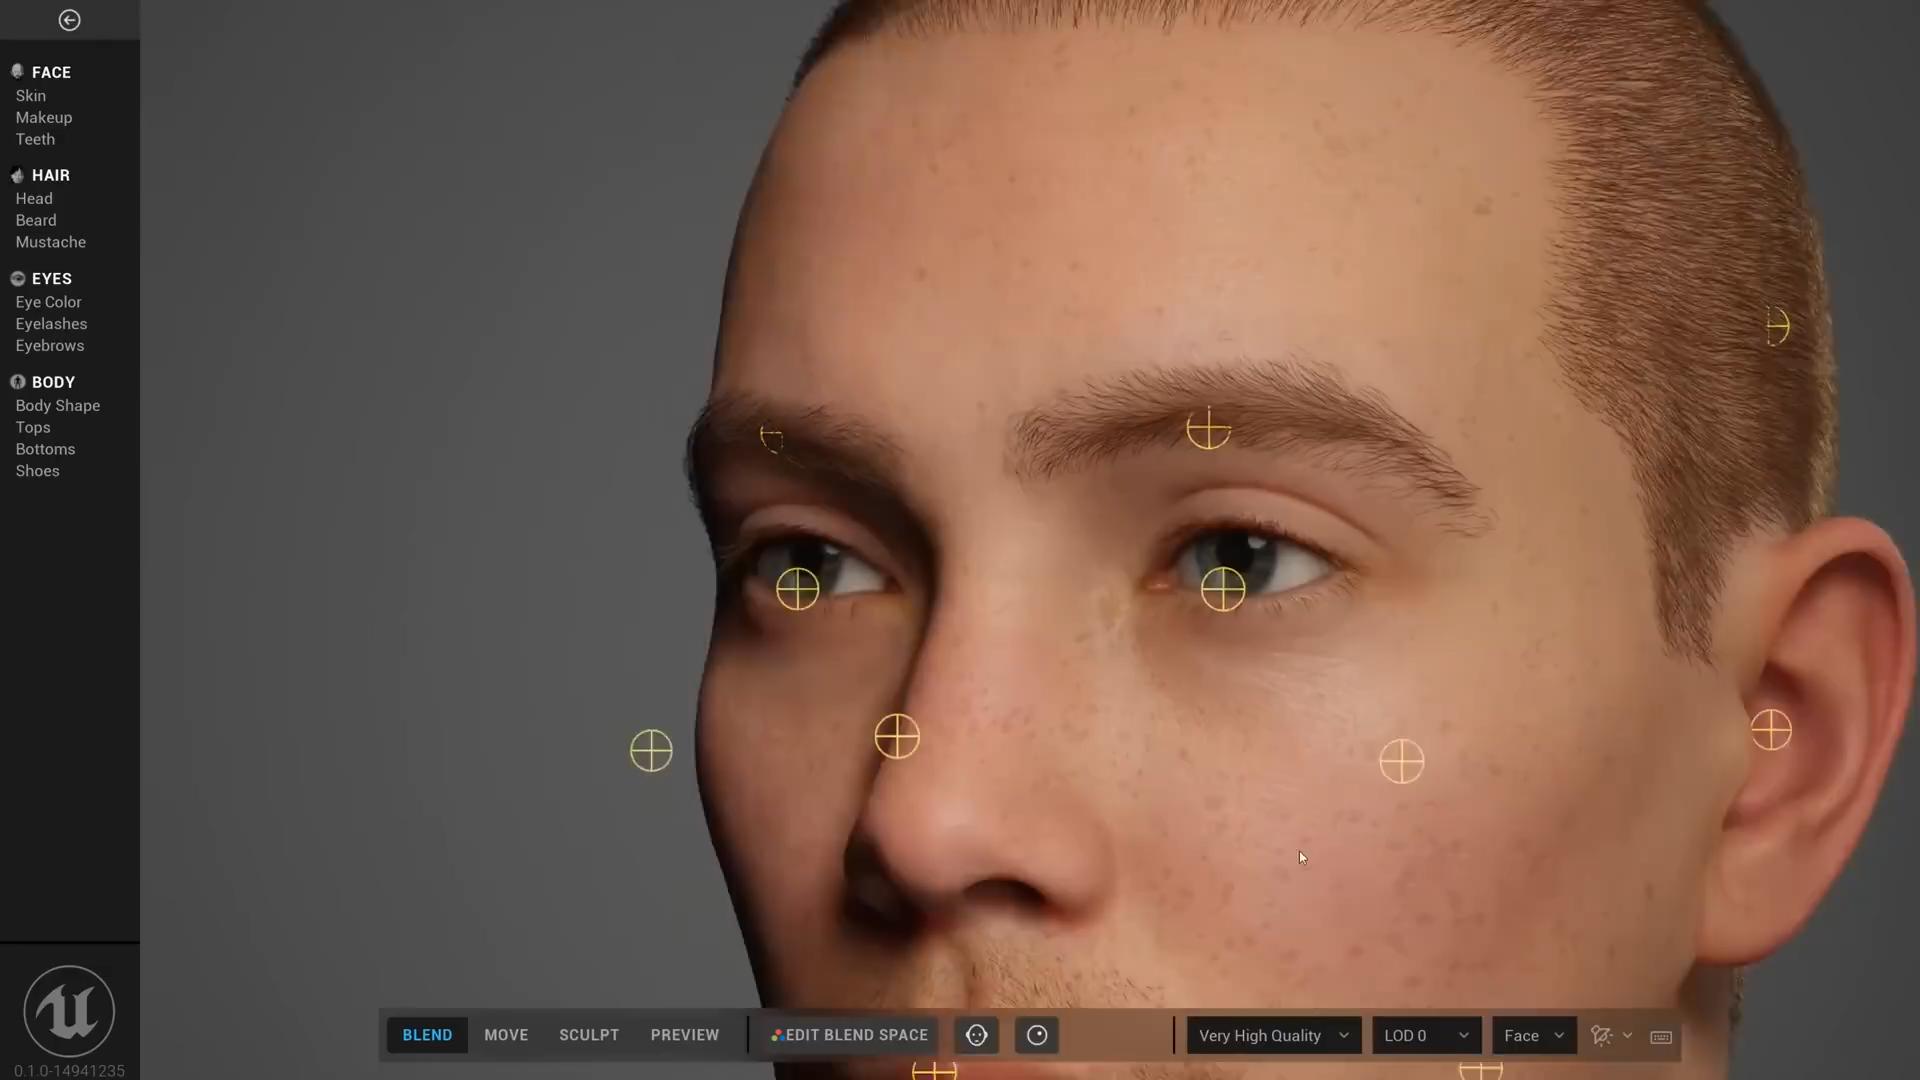 FACE
Skin
Makeup
Teeth
HAIR
Head
Beard
Mustache
EYES
Eye Color
Eyelashes
Eyebrows
BODY
Body Shape
Tops
Bottoms
Shoes
0.1.0-14941235
BLEND MOVE SCULPT PREVIEW EDIT BLEND SPACE Very High Quality LOD 0 Face